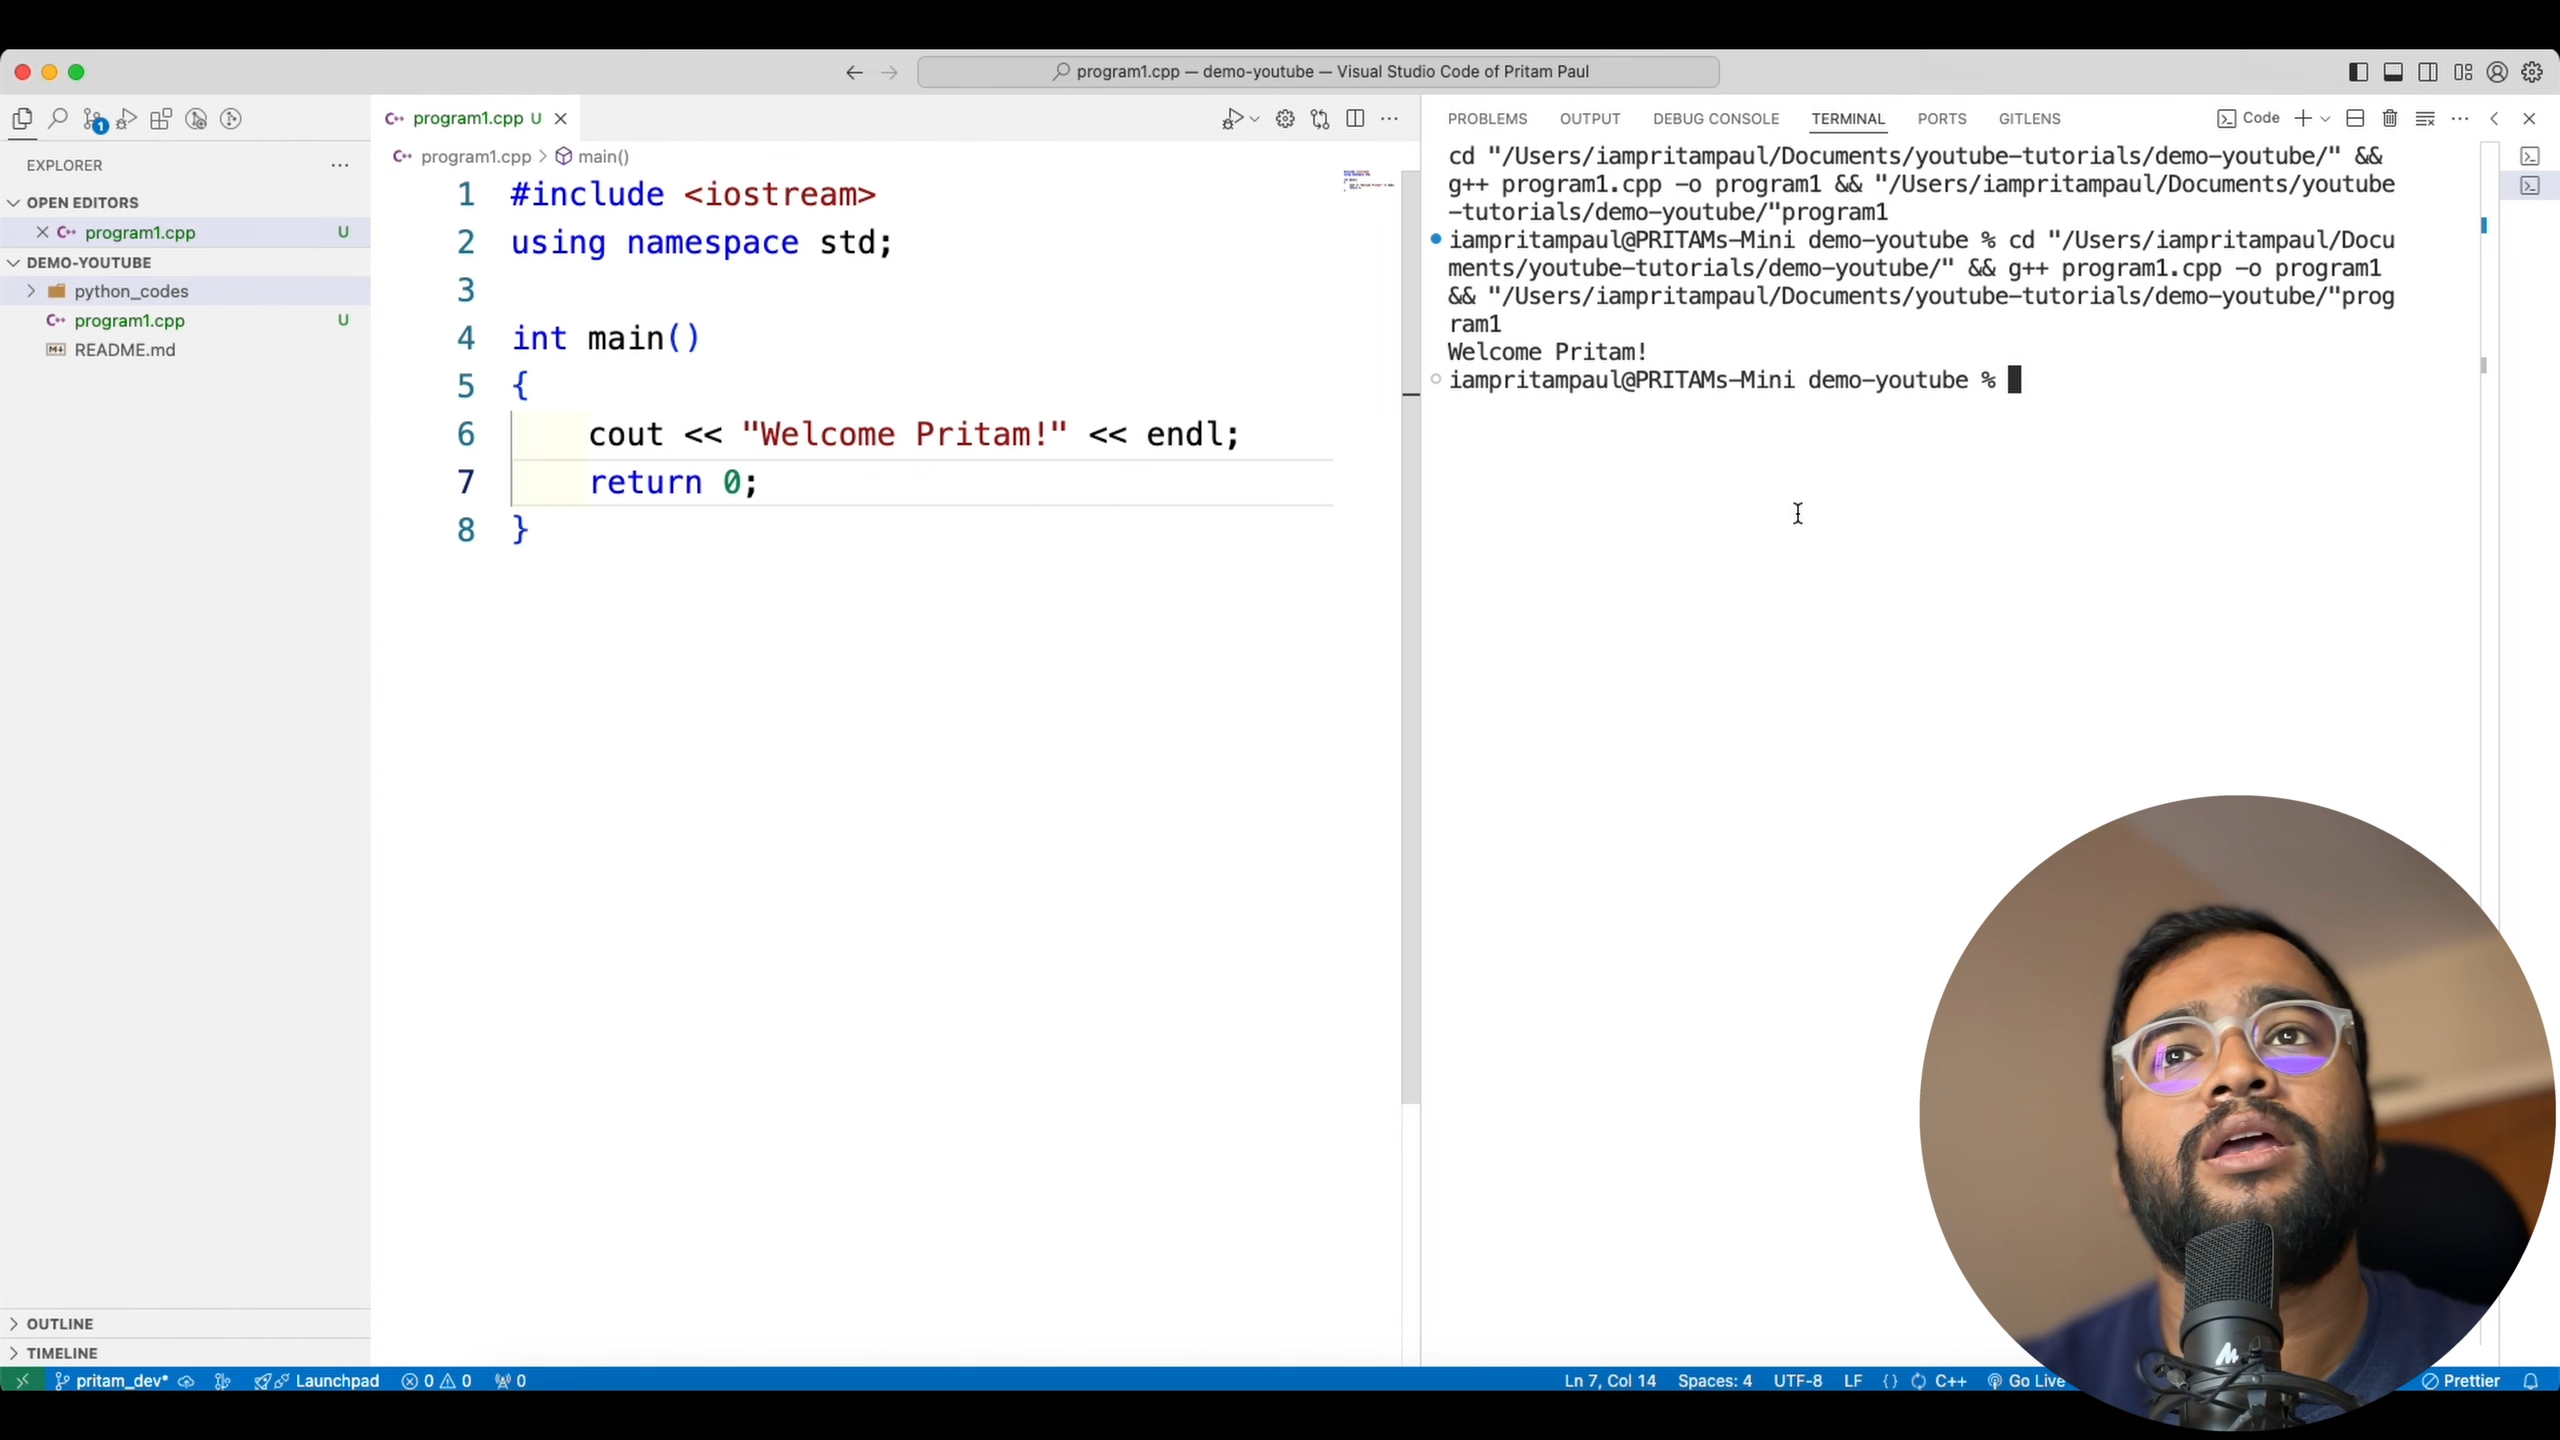 program1.cpp — demo-youtube — Visual Studio Code of Pritam Paul
1
EXPLORER
OPEN EDITORS
program1.cpp U
DEMO-YOUTUBE
python_codes
program1.cpp U
README.md
OUTLINE
TIMELINE
program1.cpp U
program1.cpp > main()
1 #include <iostream>
2 using namespace std;
3
4 int main()
5 {
6 cout << "Welcome Pritam!" << endl;
7 return 0;
8 }
PROBLEMS OUTPUT DEBUG CONSOLE TERMINAL PORTS GITLENS Code
cd "/Users/iampritampaul/Documents/youtube-tutorials/demo-youtube/" &&
g++ program1.cpp -o program1 && "/Users/iampritampaul/Documents/youtube
-tutorials/demo-youtube/"program1
iampritampaul@PRITAMs-Mini demo-youtube % cd "/Users/iampritampaul/Docu
ments/youtube-tutorials/demo-youtube/" && g++ program1.cpp -o program1
&& "/Users/iampritampaul/Documents/youtube-tutorials/demo-youtube/"prog
ram1
Welcome Pritam!
iampritampaul@PRITAMs-Mini demo-youtube %
pritam_dev* Launchpad 0 0 0 Ln 7, Col 14 Spaces: 4 UTF-8 LF {} C++ Go Live Prettier